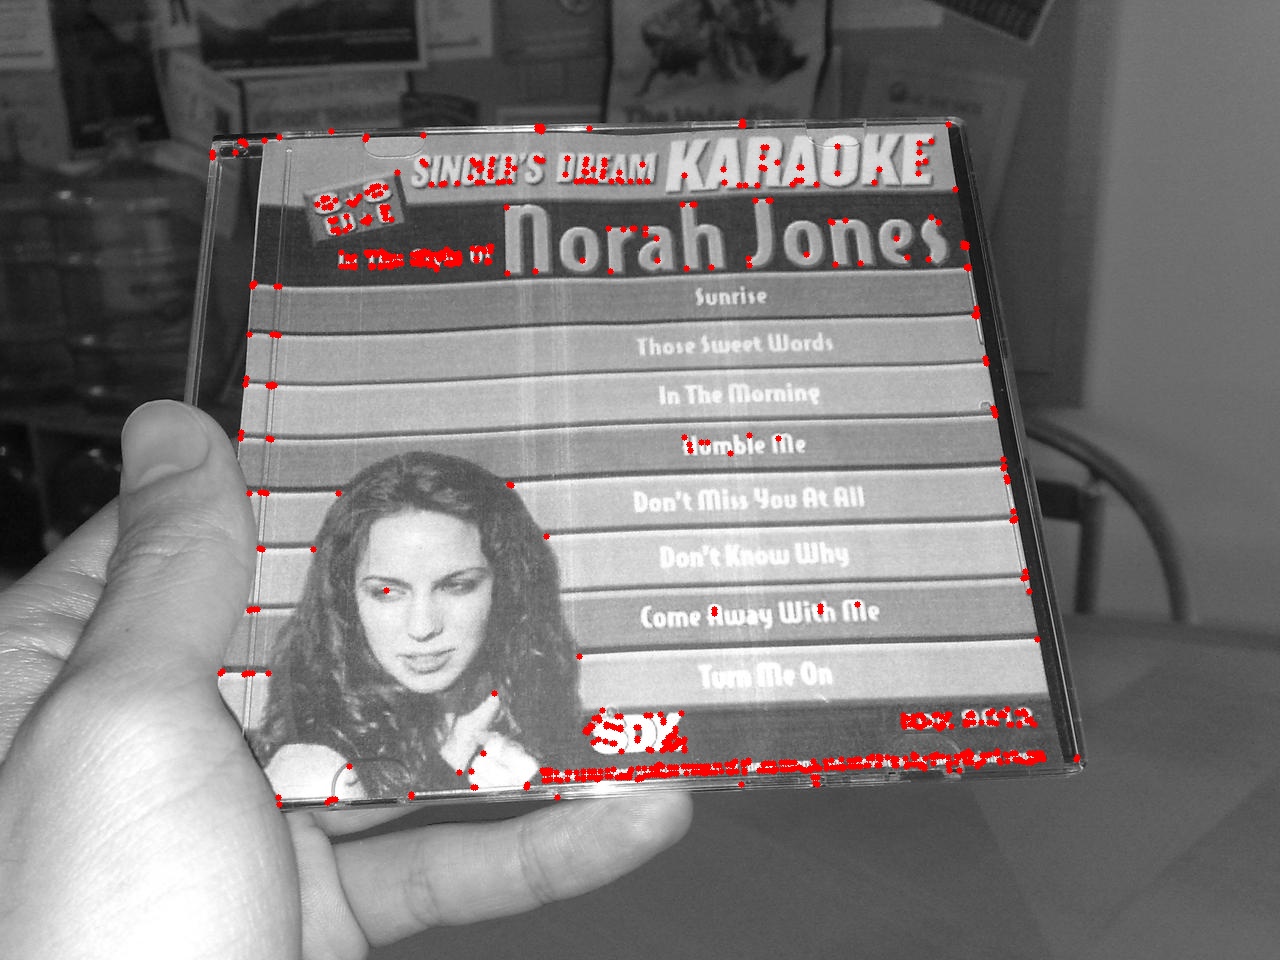 SINGER'S DREAM KARAOKE
In The Style Of
Norah Jones
Sunrise
Those Sweet Words
In The Morning
Humble Me
Don't Miss You At All
Don't Know Why
Come Away With Me
Turn Me On
SDK